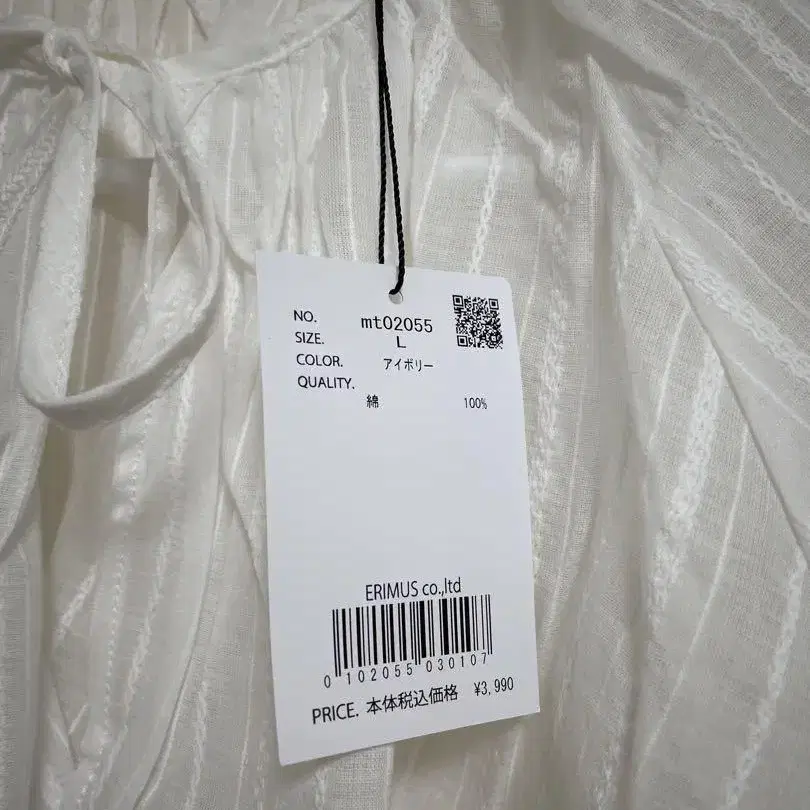 NO. mt02055
SIZE. L
COLOR. アイボリー
QUALITY.
綿 100%
ERIMUS co.,ltd
0 102055 030107
PRICE. 本体税込価格 ¥3,990